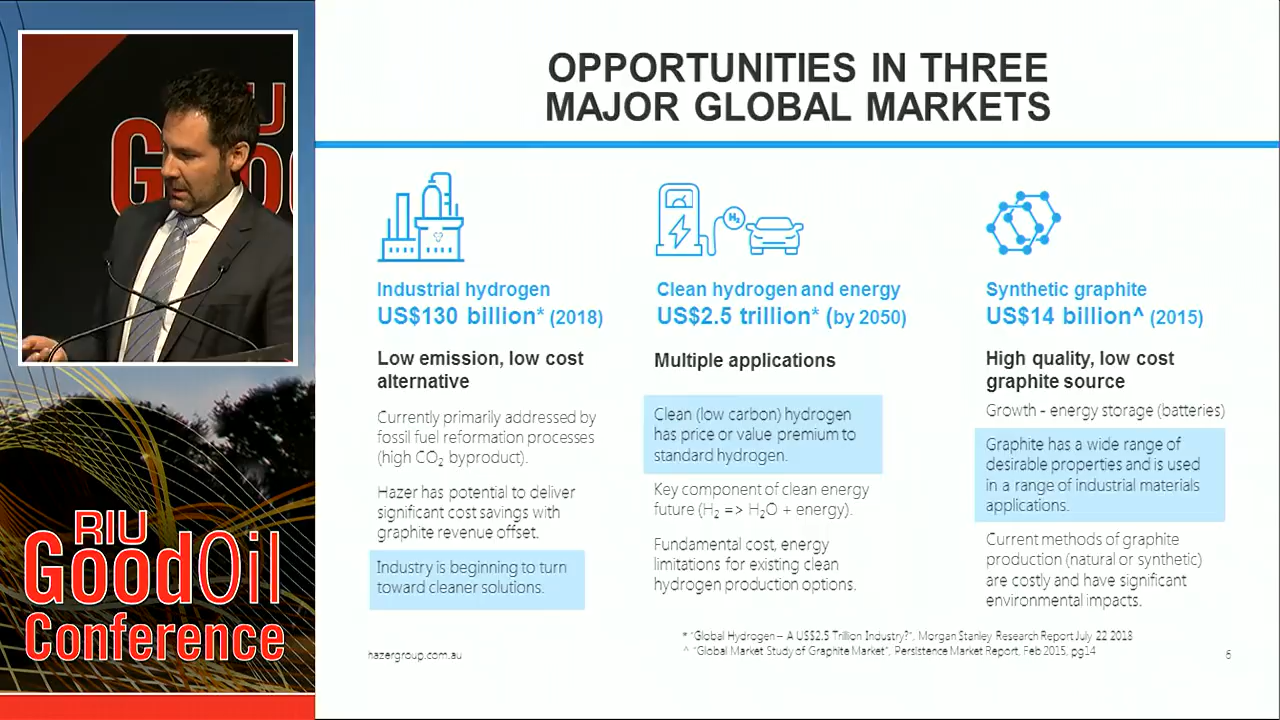 OPPORTUNITIES IN THREE
MAJOR GLOBAL MARKETS
Industrial hydrogen
US$130 billion* (2018)
Low emission, low cost
alternative
Currently primarily addressed by
fossil fuel reformation processes
(high CO₂ byproduct).
Hazer has potential to deliver
significant cost savings with
graphite revenue offset.
Industry is beginning to turn
toward cleaner solutions.
H₂
Clean hydrogen and energy
US$2.5 trillion* (by 2050)
Multiple applications
Clean (low carbon) hydrogen
has price or value premium to
standard hydrogen.
Key component of clean energy
future (H₂ => H₂O + energy).
Fundamental cost, energy
limitations for existing clean
hydrogen production options.
Synthetic graphite
US$14 billion^ (2015)
High quality, low cost
graphite source
Growth - energy storage (batteries)
Graphite has a wide range of
desirable properties and is used
in a range of industrial materials
applications.
Current methods of graphite
production (natural or synthetic)
are costly and have significant
environmental impacts.
* "Global Hydrogen – A US$2.5 Trillion Industry?", Morgan Stanley Research Report July 22 2018
^ "Global Market Study of Graphite Market", Persistence Market Report, Feb 2015, pg14
hazergroup.com.au
6
RIU
GoodOil
Conference